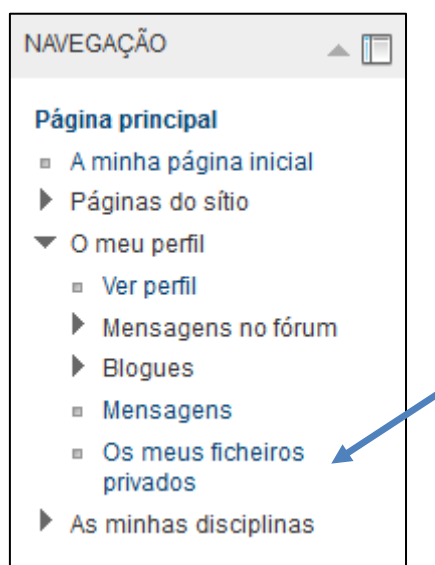 NAVEGAÇÃO
Página principal
A minha página inicial
Páginas do sítio
O meu perfil
Ver perfil
Mensagens no fórum
Blogues
Mensagens
Os meus ficheiros
privados
As minhas disciplinas